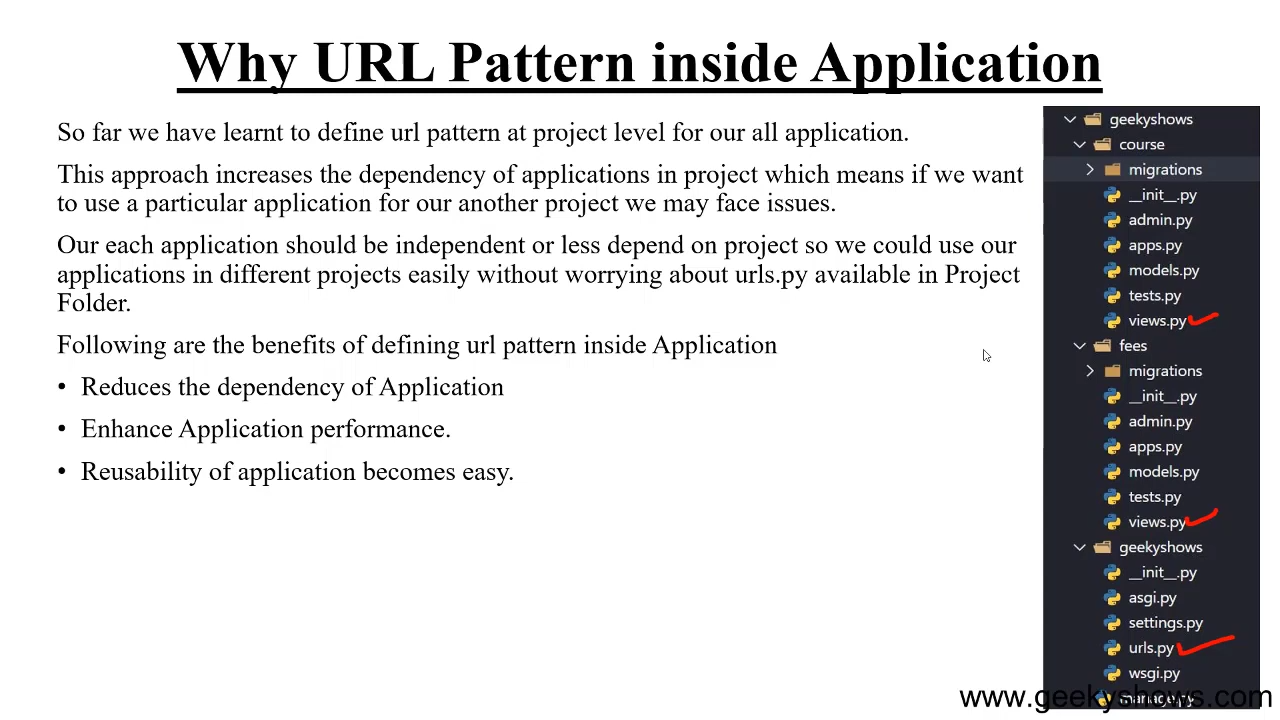 Why URL Pattern inside Application
So far we have learnt to define url pattern at project level for our all application.
This approach increases the dependency of applications in project which means if we want
to use a particular application for our another project we may face issues.
Our each application should be independent or less depend on project so we could use our
applications in different projects easily without worrying about urls.py available in Project
Folder.
Following are the benefits of defining url pattern inside Application
• Reduces the dependency of Application
• Enhance Application performance.
• Reusability of application becomes easy.
geekyshows
course
migrations
__init__.py
admin.py
apps.py
models.py
tests.py
views.py
fees
migrations
__init__.py
admin.py
apps.py
models.py
tests.py
views.py
geekyshows
__init__.py
asgi.py
settings.py
urls.py
wsgi.py
manage.py
www.geekyshows.com